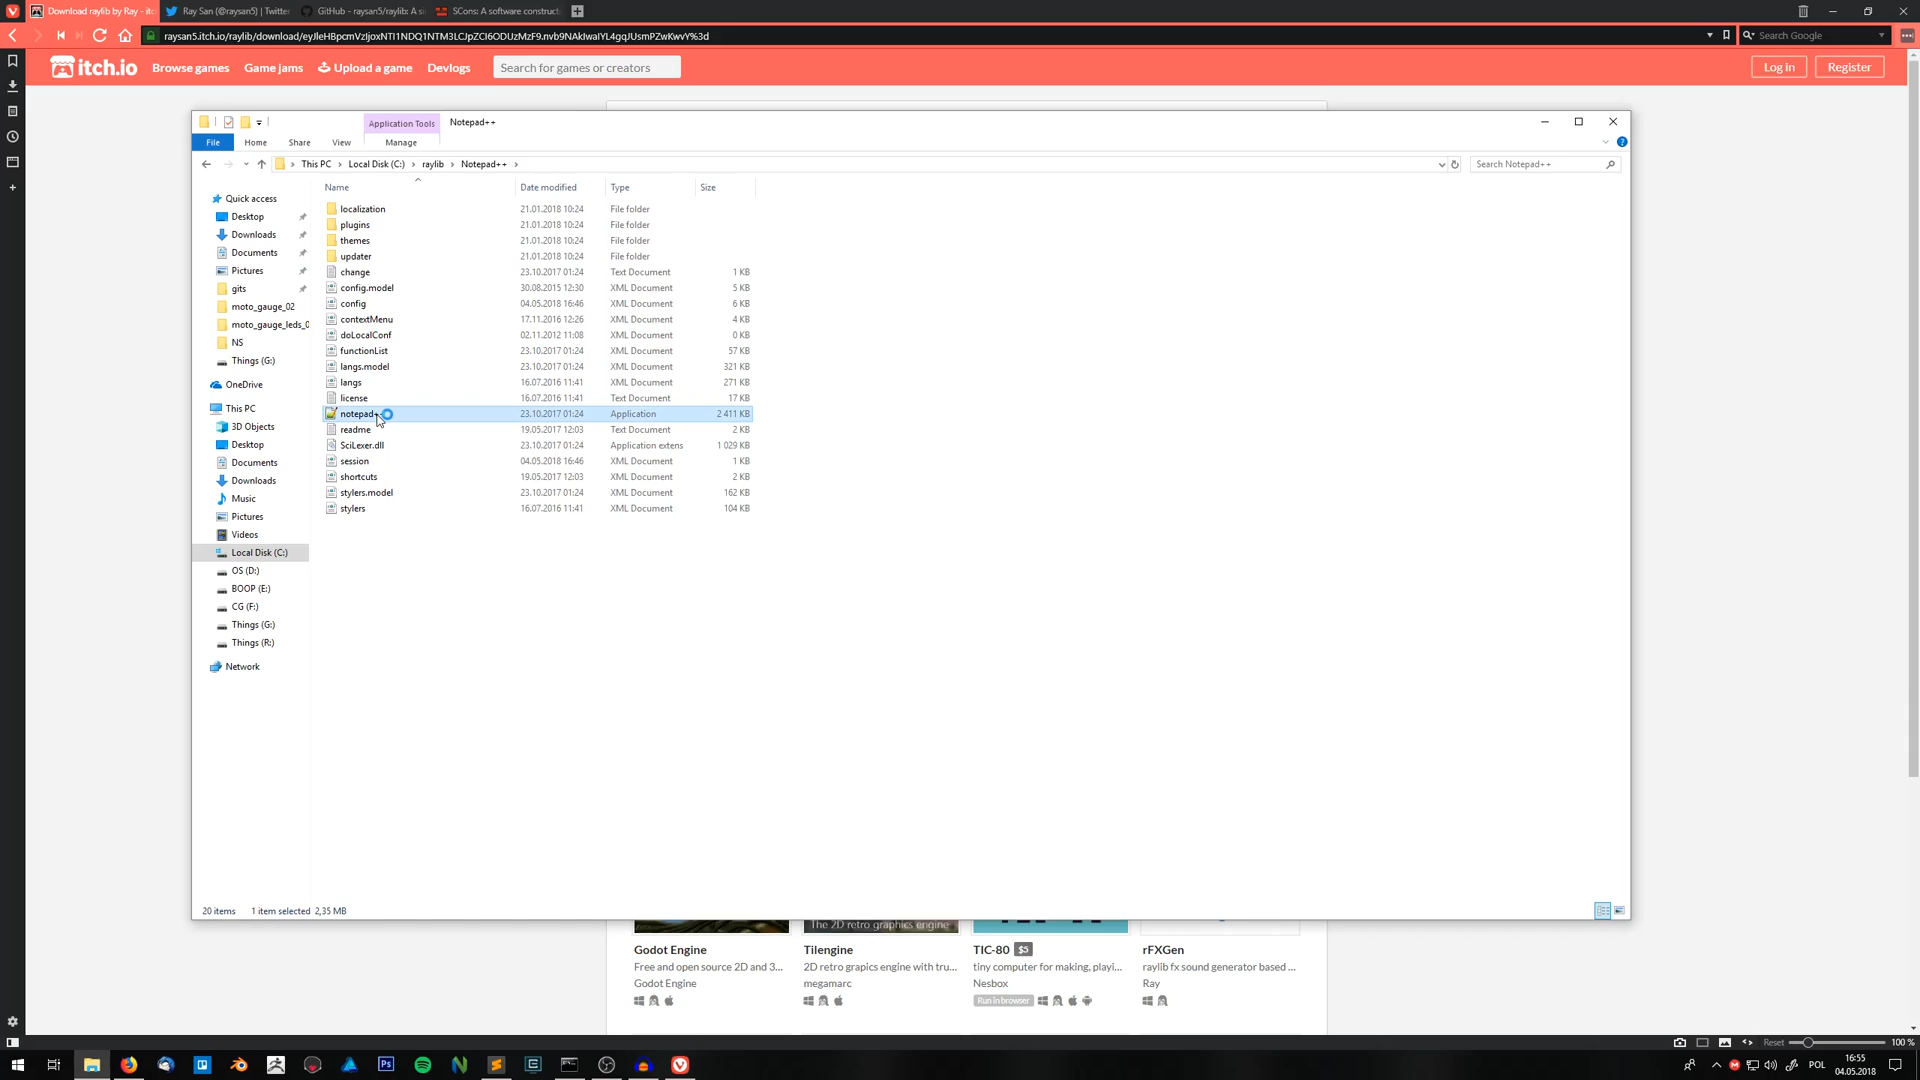 Download raylib by Ray - itc
Ray San (@raysan5) | Twitter
GitHub - raysan5/raylib: A si
SCons: A software construct
raysan5.itch.io/raylib/download/eyJleHBpcmVzIjoxNTI1NDQ1NTM3LCJpZCI6ODUzMzF9.nvb9NAkIwaIYL4gqJUsmPZwKwvY%3d
Search Google
itch.io
Browse games
Game jams
Upload a game
Devlogs
Search for games or creators
Log in
Register
Application Tools
Notepad++
File
Home
Share
View
Manage
This PC
Local Disk (C:)
raylib
Notepad++
Search Notepad++
Name
Date modified
Type
Size
Quick access
Desktop
Downloads
Documents
Pictures
gits
moto_gauge_02
moto_gauge_leds_0
NS
Things (G:)
OneDrive
This PC
3D Objects
Desktop
Documents
Downloads
Music
Pictures
Videos
Local Disk (C:)
OS (D:)
BOOP (E:)
CG (F:)
Things (G:)
Things (R:)
Network
localization 21.01.2018 10:24 File folder
plugins 21.01.2018 10:24 File folder
themes 21.01.2018 10:24 File folder
updater 21.01.2018 10:24 File folder
change 23.10.2017 01:24 Text Document 1 KB
config.model 30.08.2015 12:30 XML Document 5 KB
config 04.05.2018 16:46 XML Document 6 KB
contextMenu 17.11.2016 12:26 XML Document 4 KB
doLocalConf 02.11.2012 11:08 XML Document 0 KB
functionList 23.10.2017 01:24 XML Document 57 KB
langs.model 23.10.2017 01:24 XML Document 321 KB
langs 16.07.2016 11:41 XML Document 271 KB
license 16.07.2016 11:41 Text Document 17 KB
notepad+ 23.10.2017 01:24 Application 2 411 KB
readme 19.05.2017 12:03 Text Document 2 KB
SciLexer.dll 23.10.2017 01:24 Application extens 1 029 KB
session 04.05.2018 16:46 XML Document 1 KB
shortcuts 19.05.2017 12:03 XML Document 2 KB
stylers.model 23.10.2017 01:24 XML Document 162 KB
stylers 16.07.2016 11:41 XML Document 104 KB
20 items
1 item selected 2,35 MB
The 2D retro graphics engine
Godot Engine
Free and open source 2D and 3...
Godot Engine
Tilengine
2D retro grapics engine with tru...
megamarc
TIC-80 $5
tiny computer for making, playi...
Nesbox
Run in browser
rFXGen
raylib fx sound generator based ...
Ray
Reset
100 %
POL
16:55
04.05.2018